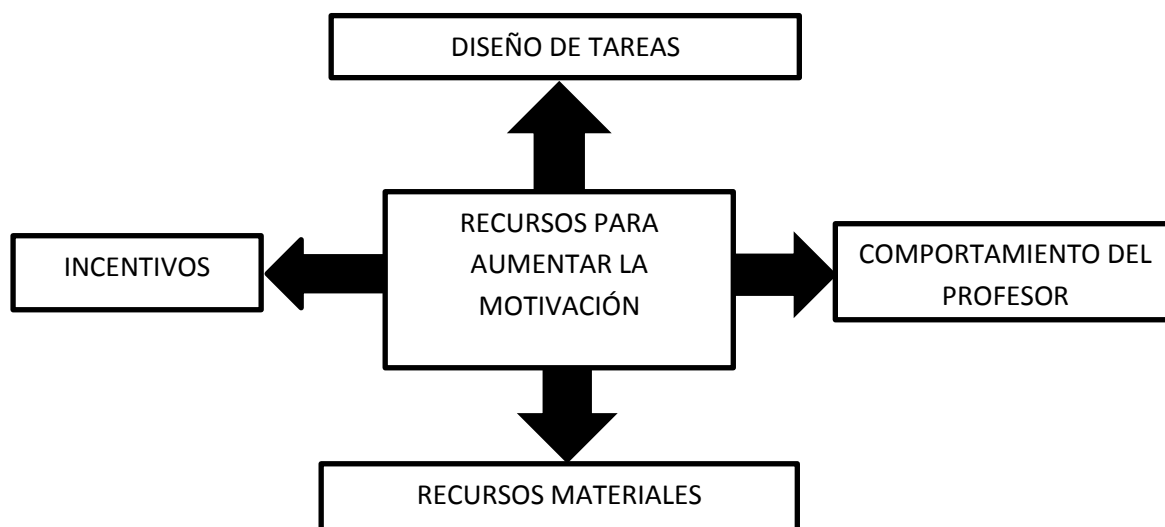 DISEÑO DE TAREAS
RECURSOS PARA
AUMENTAR LA
MOTIVACIÓN
INCENTIVOS
COMPORTAMIENTO DEL
PROFESOR
RECURSOS MATERIALES